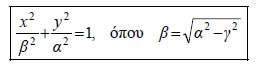 x²/β² + y²/α² = 1, όπου β = √(α² − γ²)